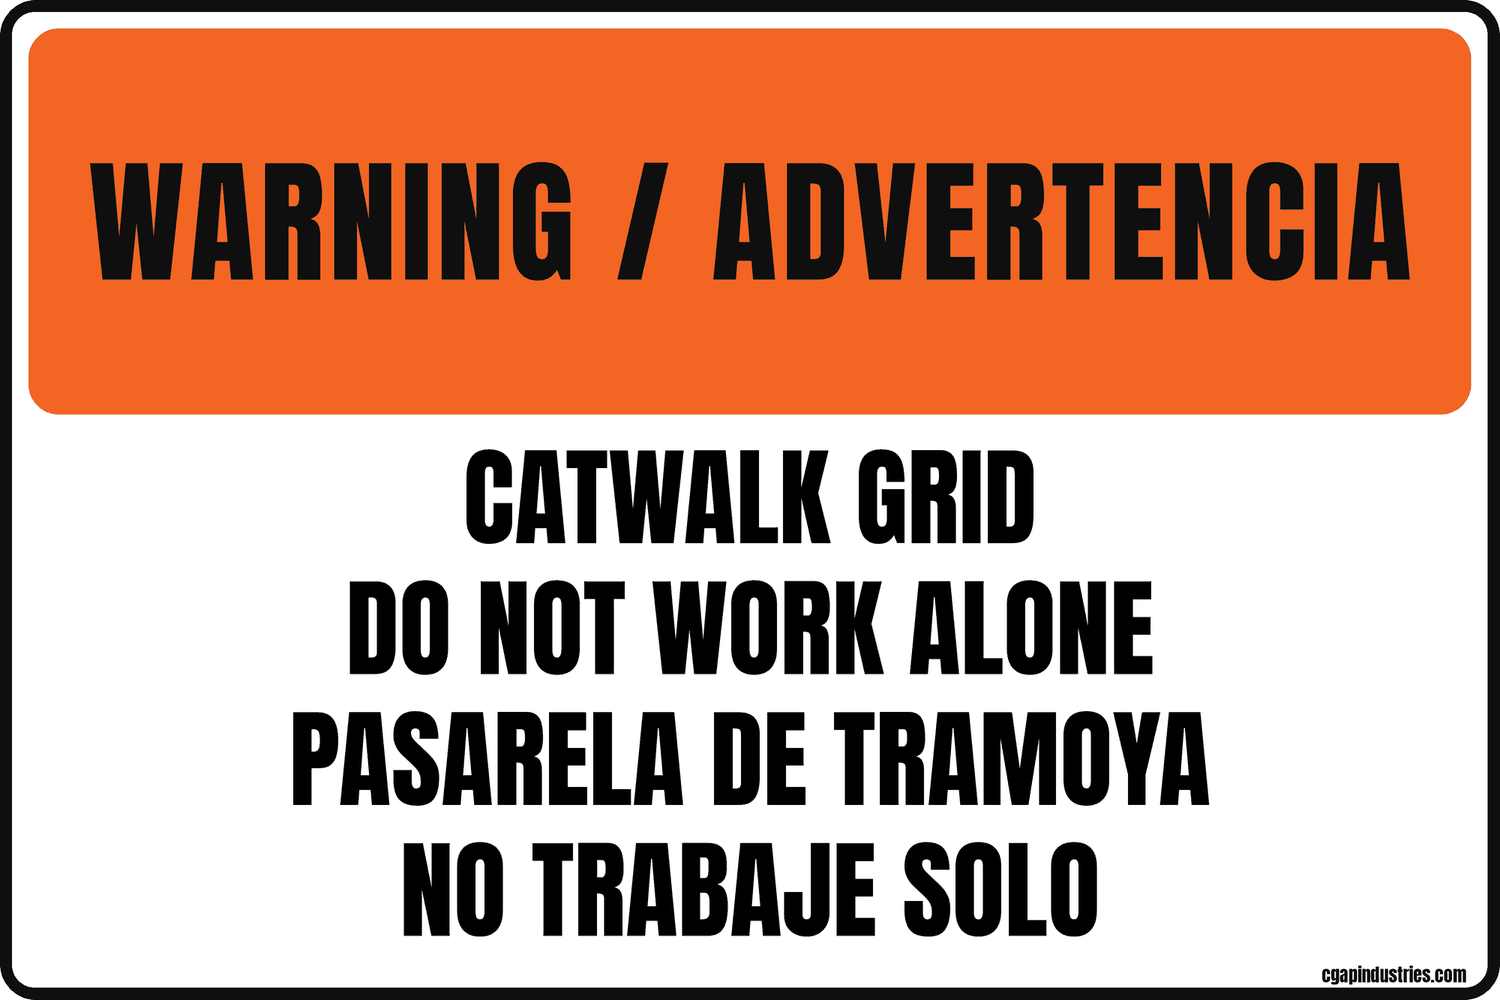 WARNING / ADVERTENCIA
CATWALK GRID
DO NOT WORK ALONE
PASARELA DE TRAMOYA
NO TRABAJE SOLO
cgapindustries.com